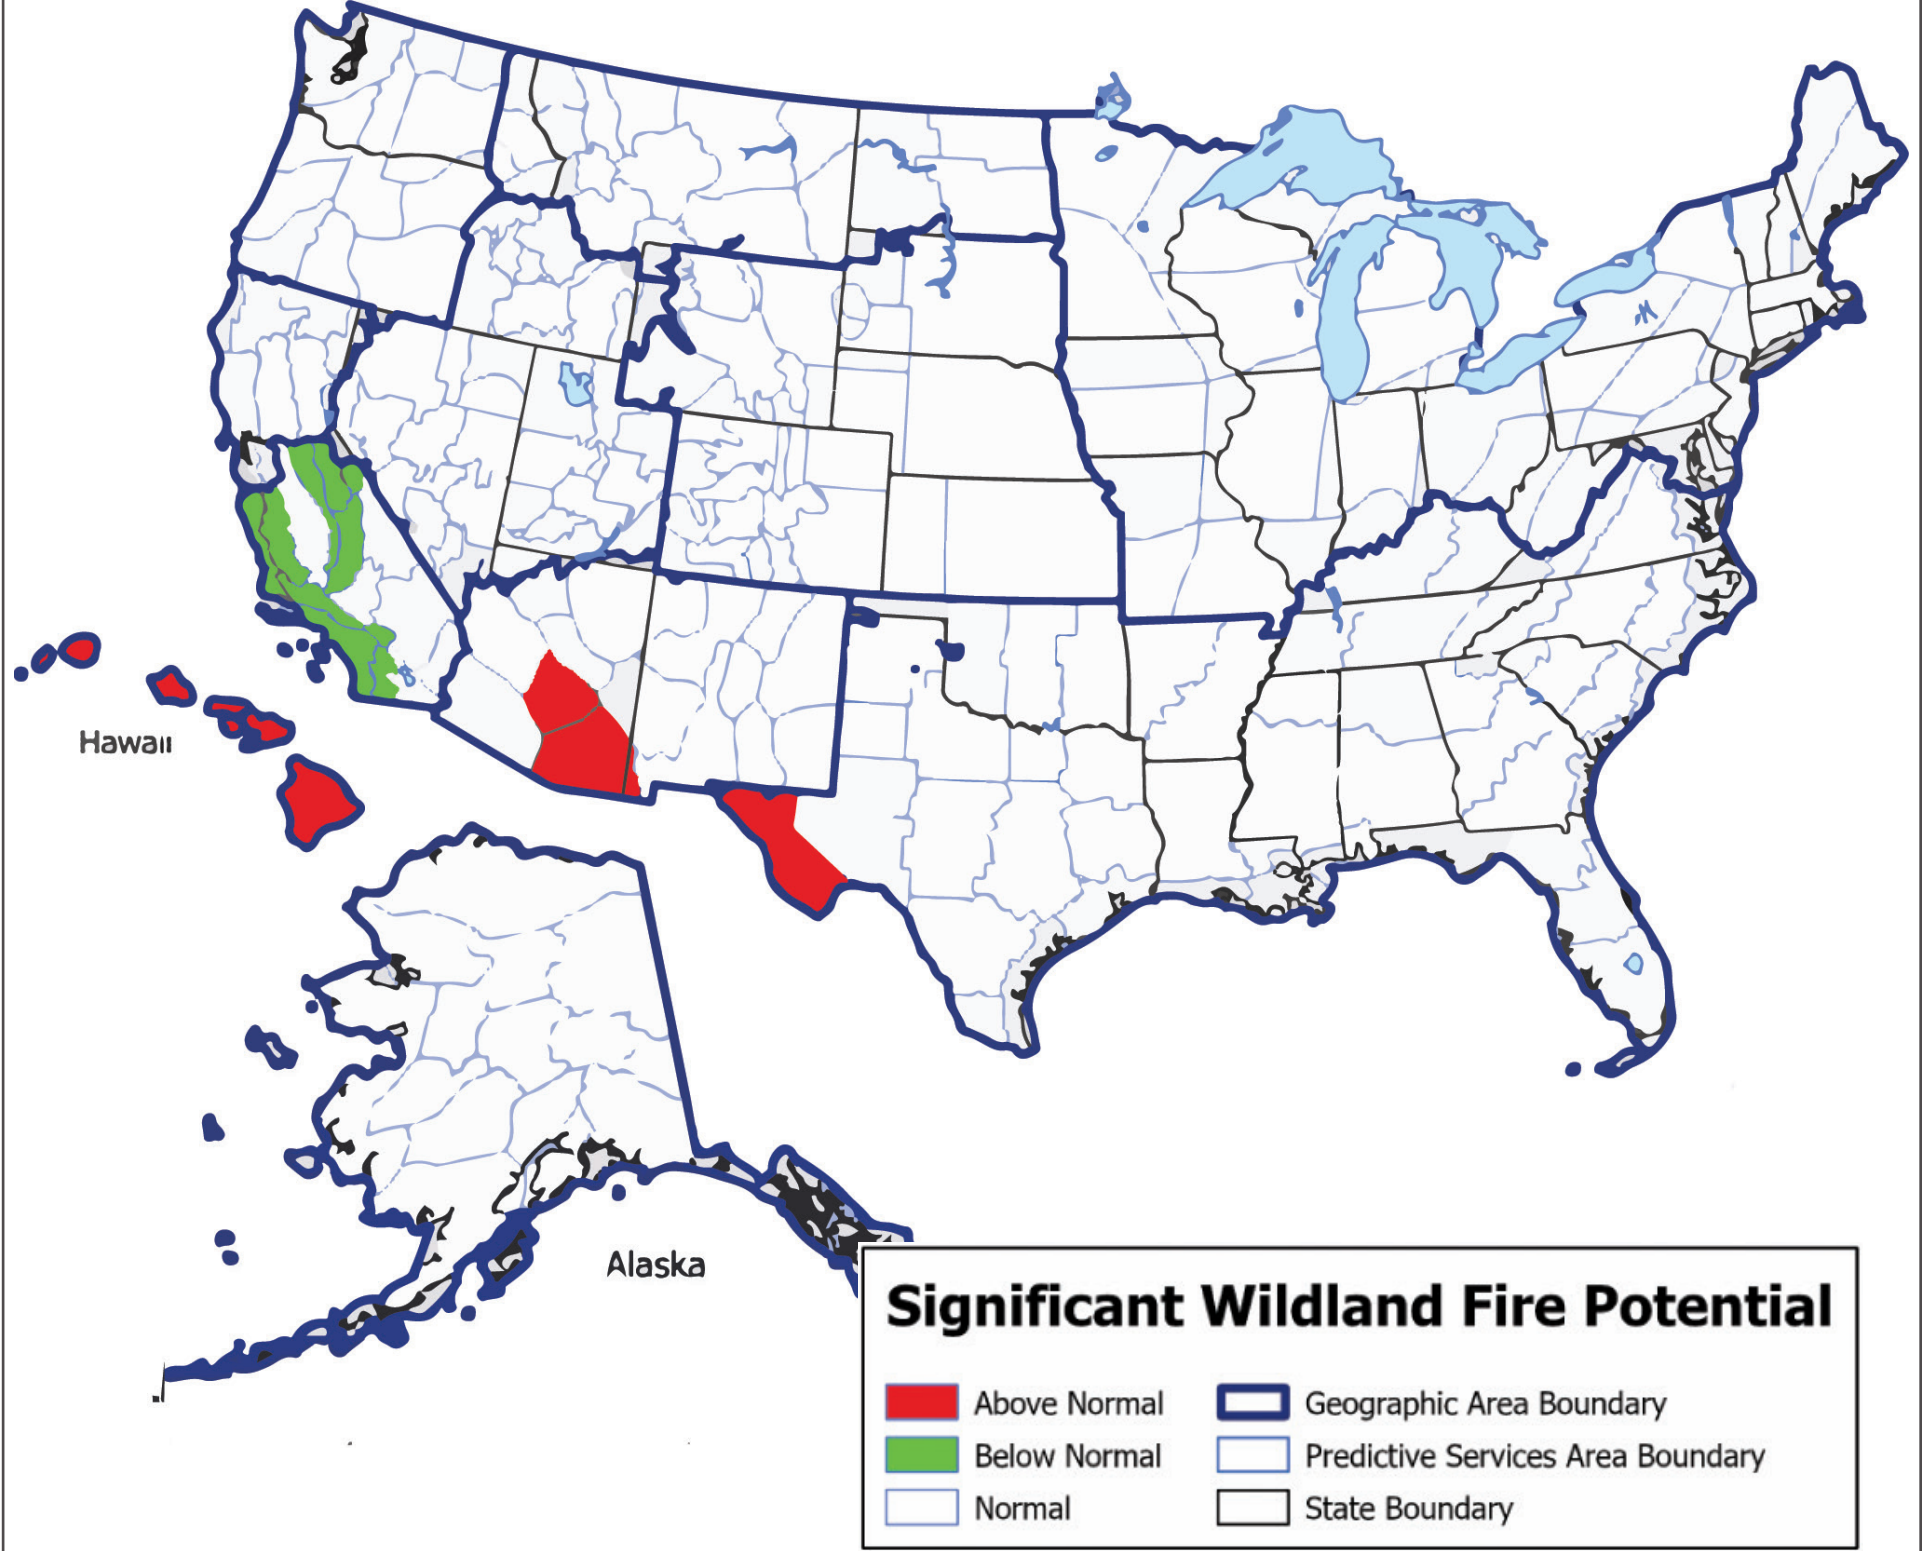 Hawaii
Alaska
Significant Wildland Fire Potential
Above Normal
Geographic Area Boundary
Below Normal
Predictive Services Area Boundary
Normal
State Boundary